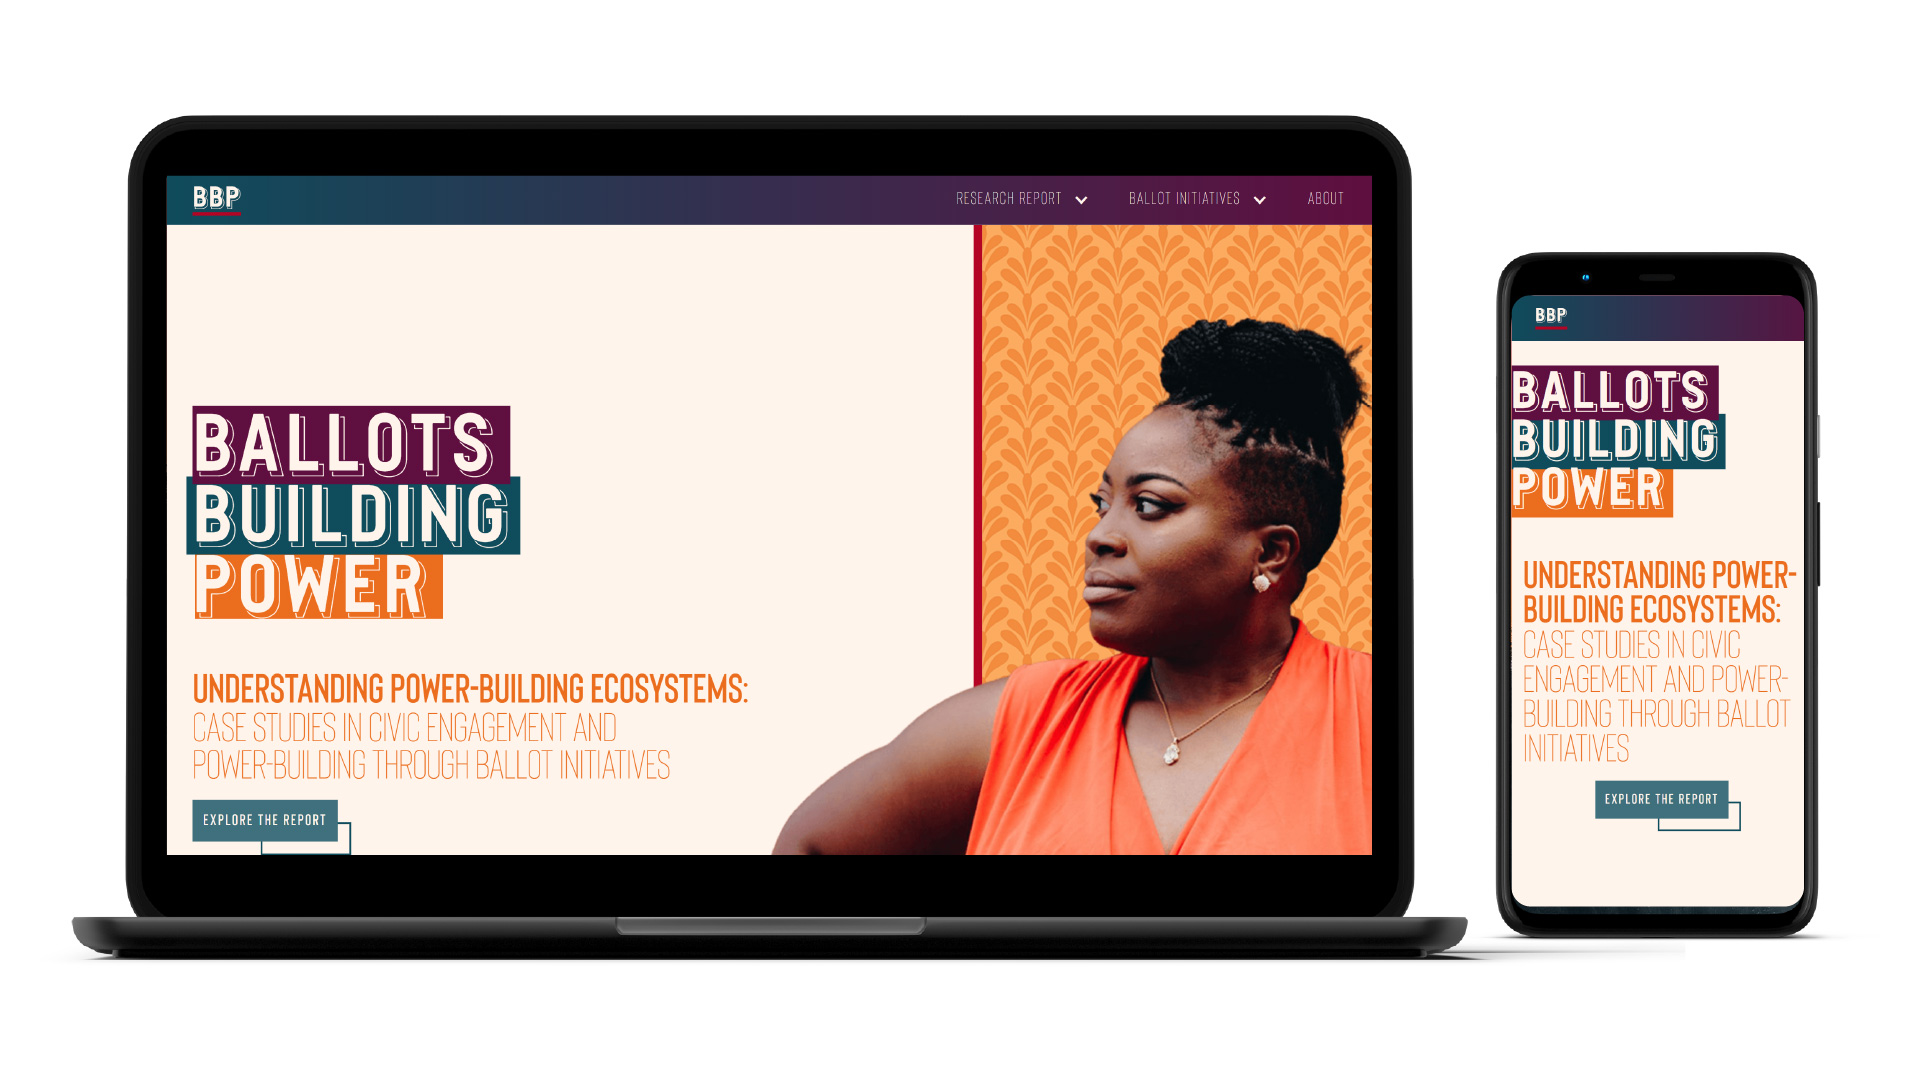 BBP
RESEARCH REPORT
BALLOT INITIATIVES
ABOUT
BALLOTS
BUILDING
POWER
UNDERSTANDING POWER-BUILDING ECOSYSTEMS:
CASE STUDIES IN CIVIC ENGAGEMENT AND
POWER-BUILDING THROUGH BALLOT INITIATIVES
EXPLORE THE REPORT
BBP
BALLOTS
BUILDING
POWER
UNDERSTANDING POWER-
BUILDING ECOSYSTEMS:
CASE STUDIES IN CIVIC
ENGAGEMENT AND POWER-
BUILDING THROUGH BALLOT
INITIATIVES
EXPLORE THE REPORT